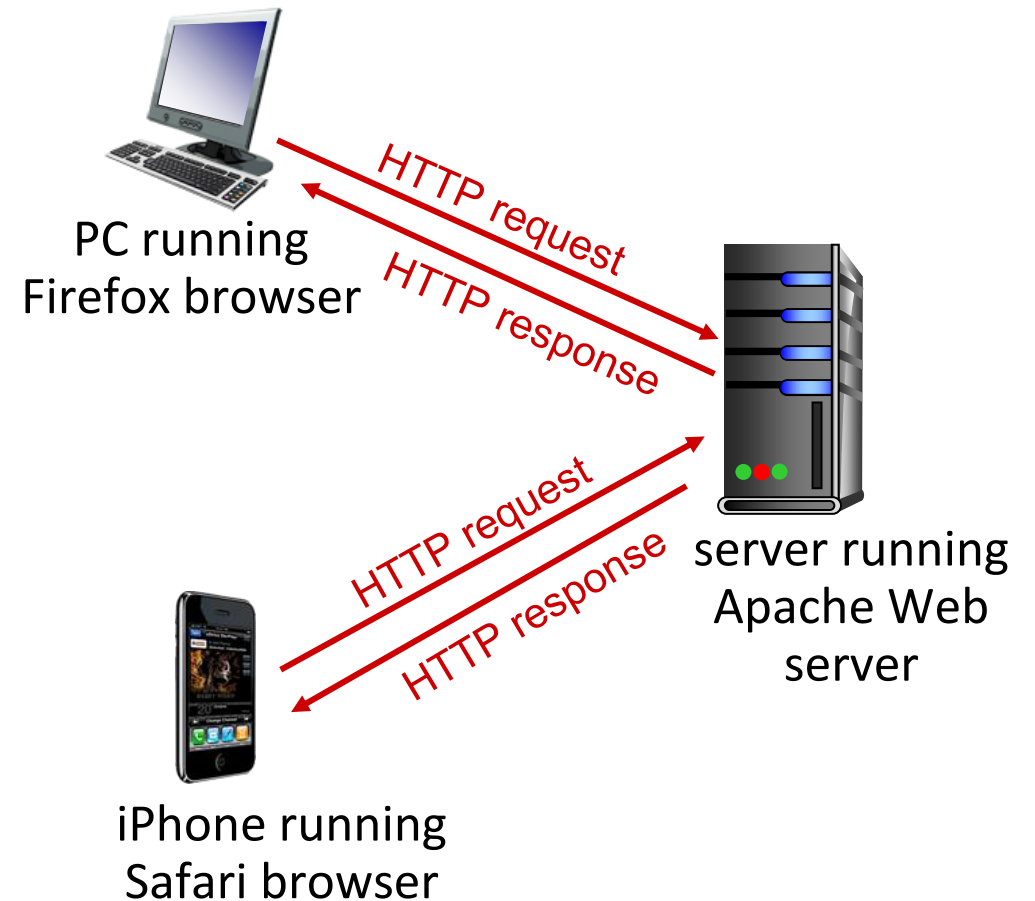 HTTP request
HTTP response
PC running
Firefox browser
HTTP request
HTTP response
server running
Apache Web
server
iPhone running
Safari browser